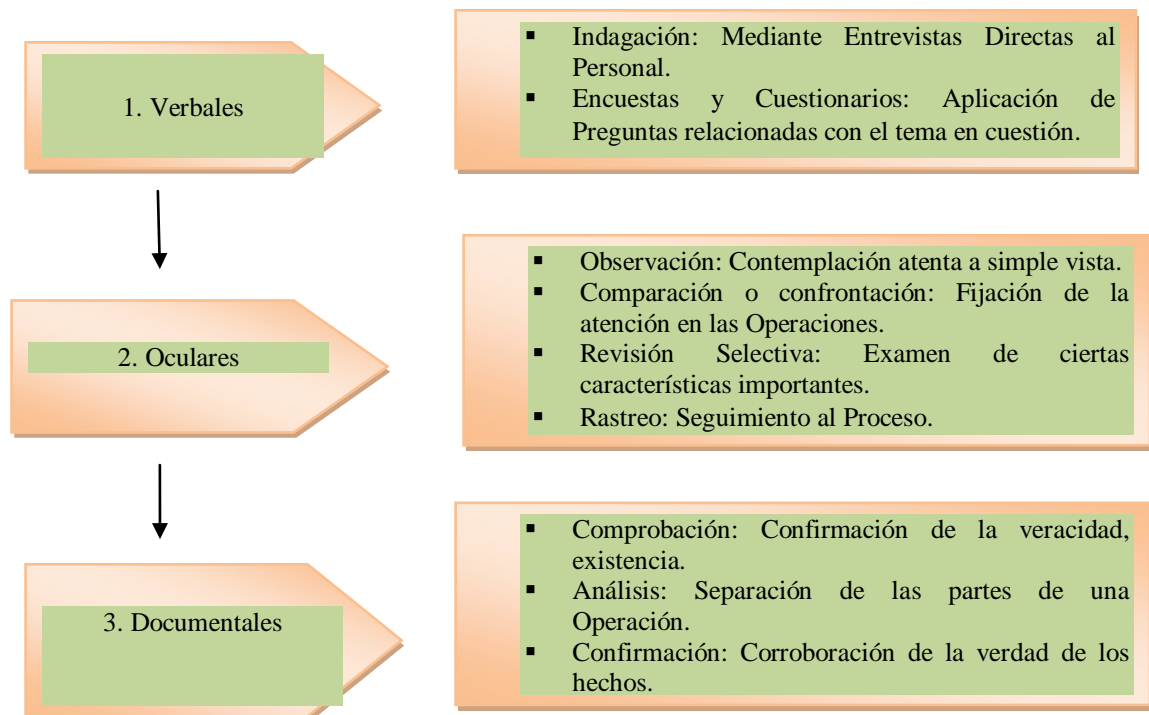 1. Verbales
▪ Indagación: Mediante Entrevistas Directas al
Personal.
▪ Encuestas y Cuestionarios: Aplicación de
Preguntas relacionadas con el tema en cuestión.
2. Oculares
▪ Observación: Contemplación atenta a simple vista.
▪ Comparación o confrontación: Fijación de la
atención en las Operaciones.
▪ Revisión Selectiva: Examen de ciertas
características importantes.
▪ Rastreo: Seguimiento al Proceso.
3. Documentales
▪ Comprobación: Confirmación de la veracidad,
existencia.
▪ Análisis: Separación de las partes de una
Operación.
▪ Confirmación: Corroboración de la verdad de los
hechos.